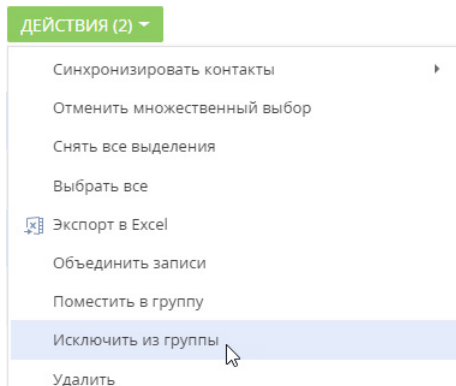 ДЕЙСТВИЯ (2)
Синхронизировать контакты
Отменить множественный выбор
Снять все выделения
Выбрать все
Экспорт в Excel
Объединить записи
Поместить в группу
Исключить из группы
Удалить